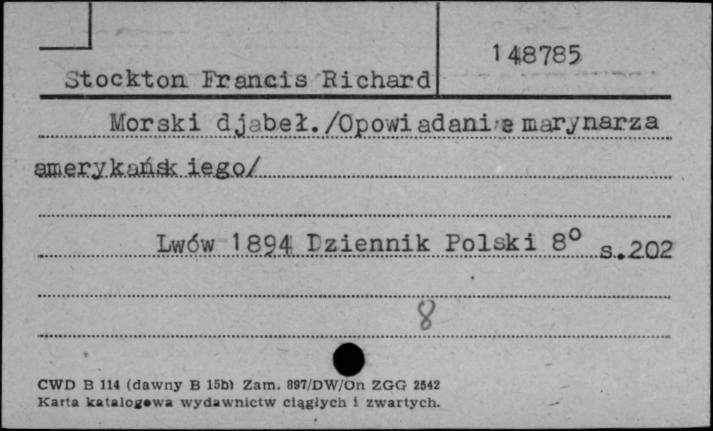 148785
Stockton Francis Richard
Morski djabeł./Opowiadanie marynarza
amerykańskiego/
Lwów 1894 Dziennik Polski 8° s.202
8
CWD B 114 (dawny B 15b) Zam. 897/DW/Dn ZGG 2542
Karta katalogowa wydawnictw ciągłych i zwartych.